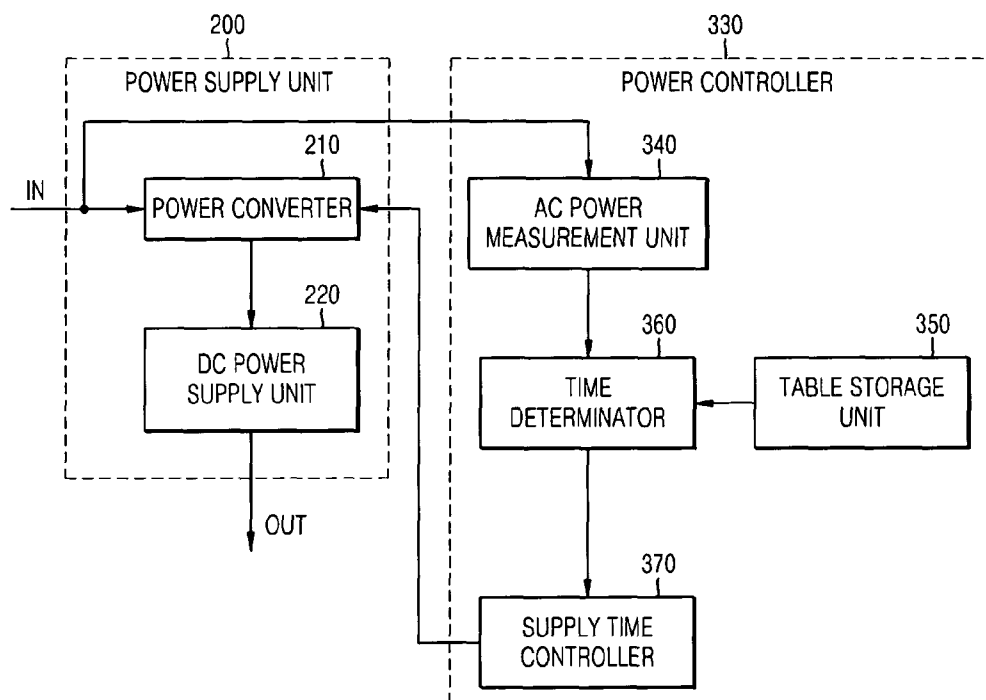 200
330
POWER SUPPLY UNIT
POWER CONTROLLER
210
340
IN
POWER CONVERTER
AC POWER
MEASUREMENT UNIT
220
360
350
DC POWER
SUPPLY UNIT
TIME
DETERMINATOR
TABLE STORAGE
UNIT
OUT
370
SUPPLY TIME
CONTROLLER